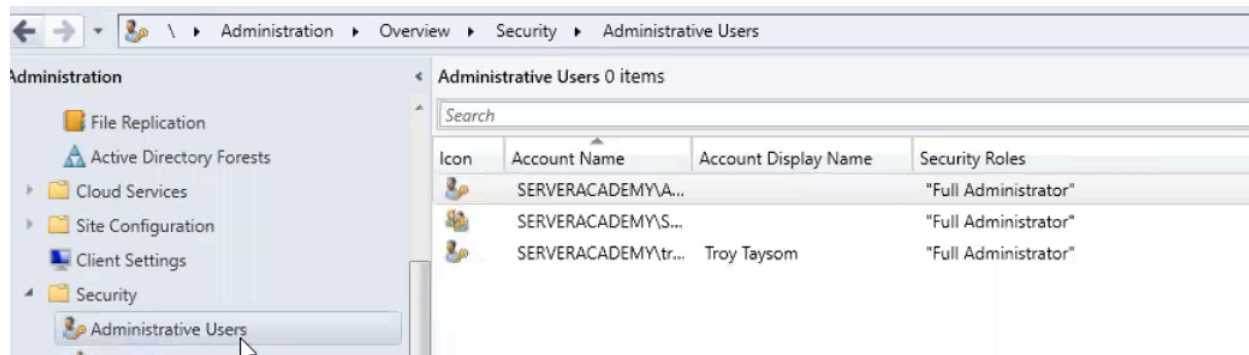 \ Administration Overview Security Administrative Users
Administration
File Replication
Active Directory Forests
Cloud Services
Site Configuration
Client Settings
Security
Administrative Users
Administrative Users 0 items
Search
Icon Account Name Account Display Name Security Roles
SERVERACADEMY\A... "Full Administrator"
SERVERACADEMY\S... "Full Administrator"
SERVERACADEMY\tr... Troy Taysom "Full Administrator"